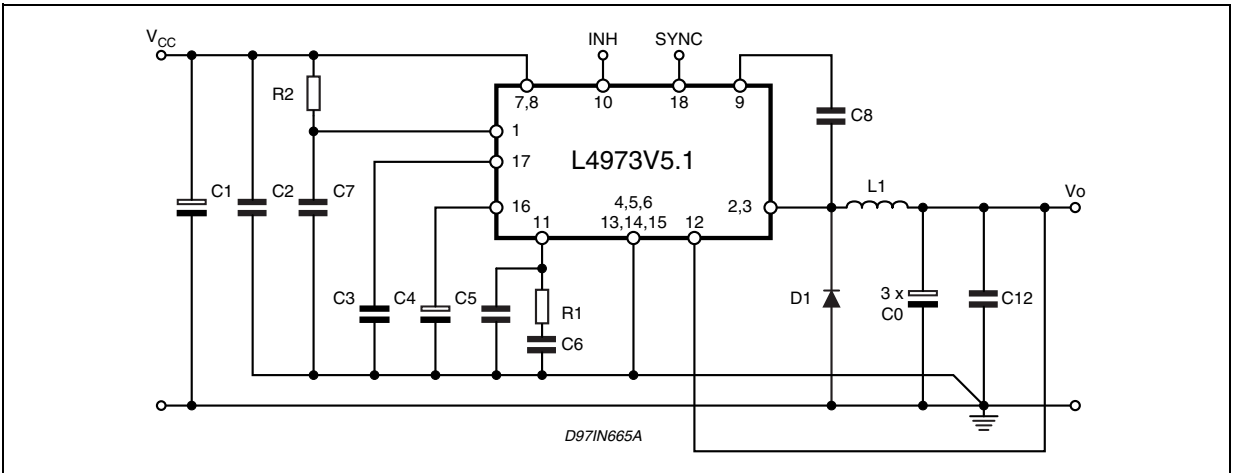 VCC
INH
SYNC
R2
7,8
10
18
9
C8
1
L4973V5.1
17
L1
Vo
C1
C2
C7
16
4,5,6
2,3
11
13,14,15
12
C3
C4
C5
R1
D1
3 x
C0
C12
C6
D97IN665A